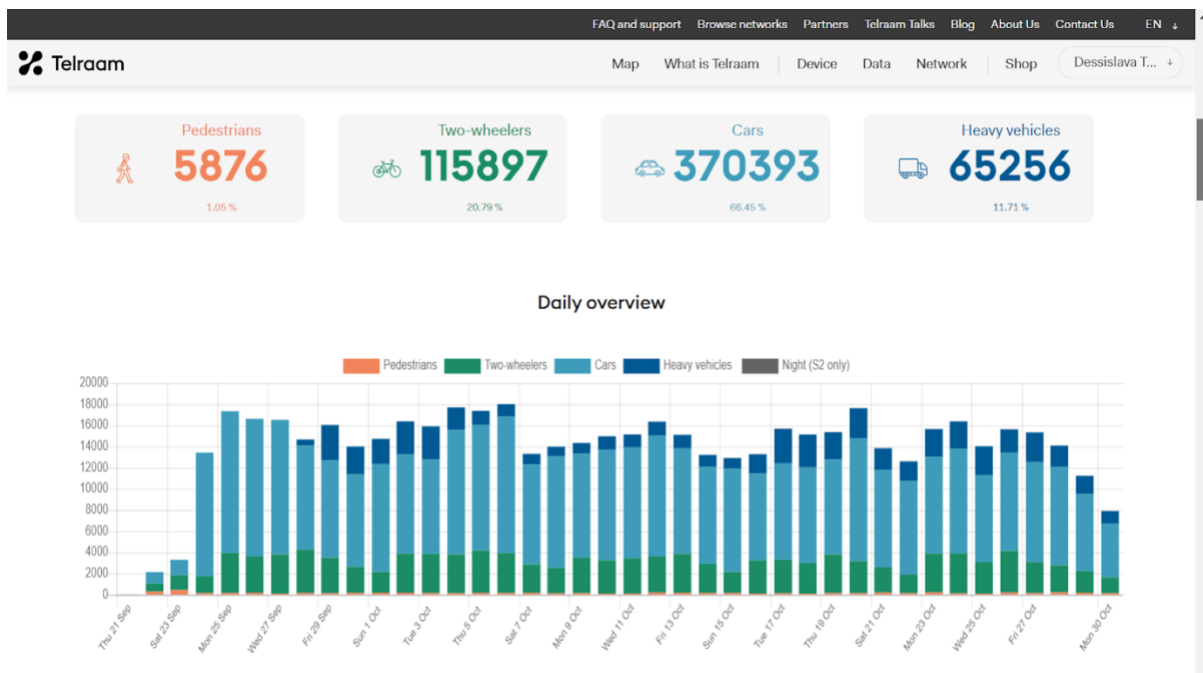 FAQ and support Browse networks Partners Telraam Talks Blog About Us Contact Us EN ↓
Telraam Map What is Telraam Device Data Network Shop Dessislava T... ↓
Pedestrians Two-wheelers Cars Heavy vehicles
5876 115897 370393 65256
1.05 % 20.79 % 66.45 % 11.71 %
Daily overview
Pedestrians Two-wheelers Cars Heavy vehicles Night (S2 only)
20000
18000
16000
14000
12000
10000
8000
6000
4000
2000
0
Thu 21 Sep Sat 23 Sep Mon 25 Sep Wed 27 Sep Fri 29 Sep Sun 1 Oct Tue 3 Oct Thu 5 Oct Sat 7 Oct Mon 9 Oct Wed 11 Oct Fri 13 Oct Sun 15 Oct Tue 17 Oct Thu 19 Oct Sat 21 Oct Mon 23 Oct Wed 25 Oct Fri 27 Oct Mon 30 Oct